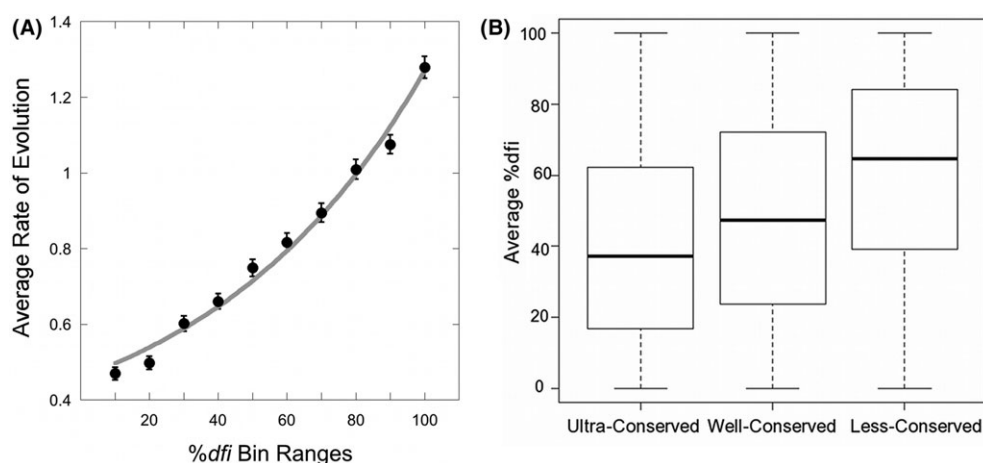 (A)
1.4
1.2
1
0.8
0.6
0.4
Average Rate of Evolution
20 40 60 80 100
%dfi Bin Ranges
(B)
100
80
60
40
20
0
Average %dfi
Ultra-Conserved Well-Conserved Less-Conserved